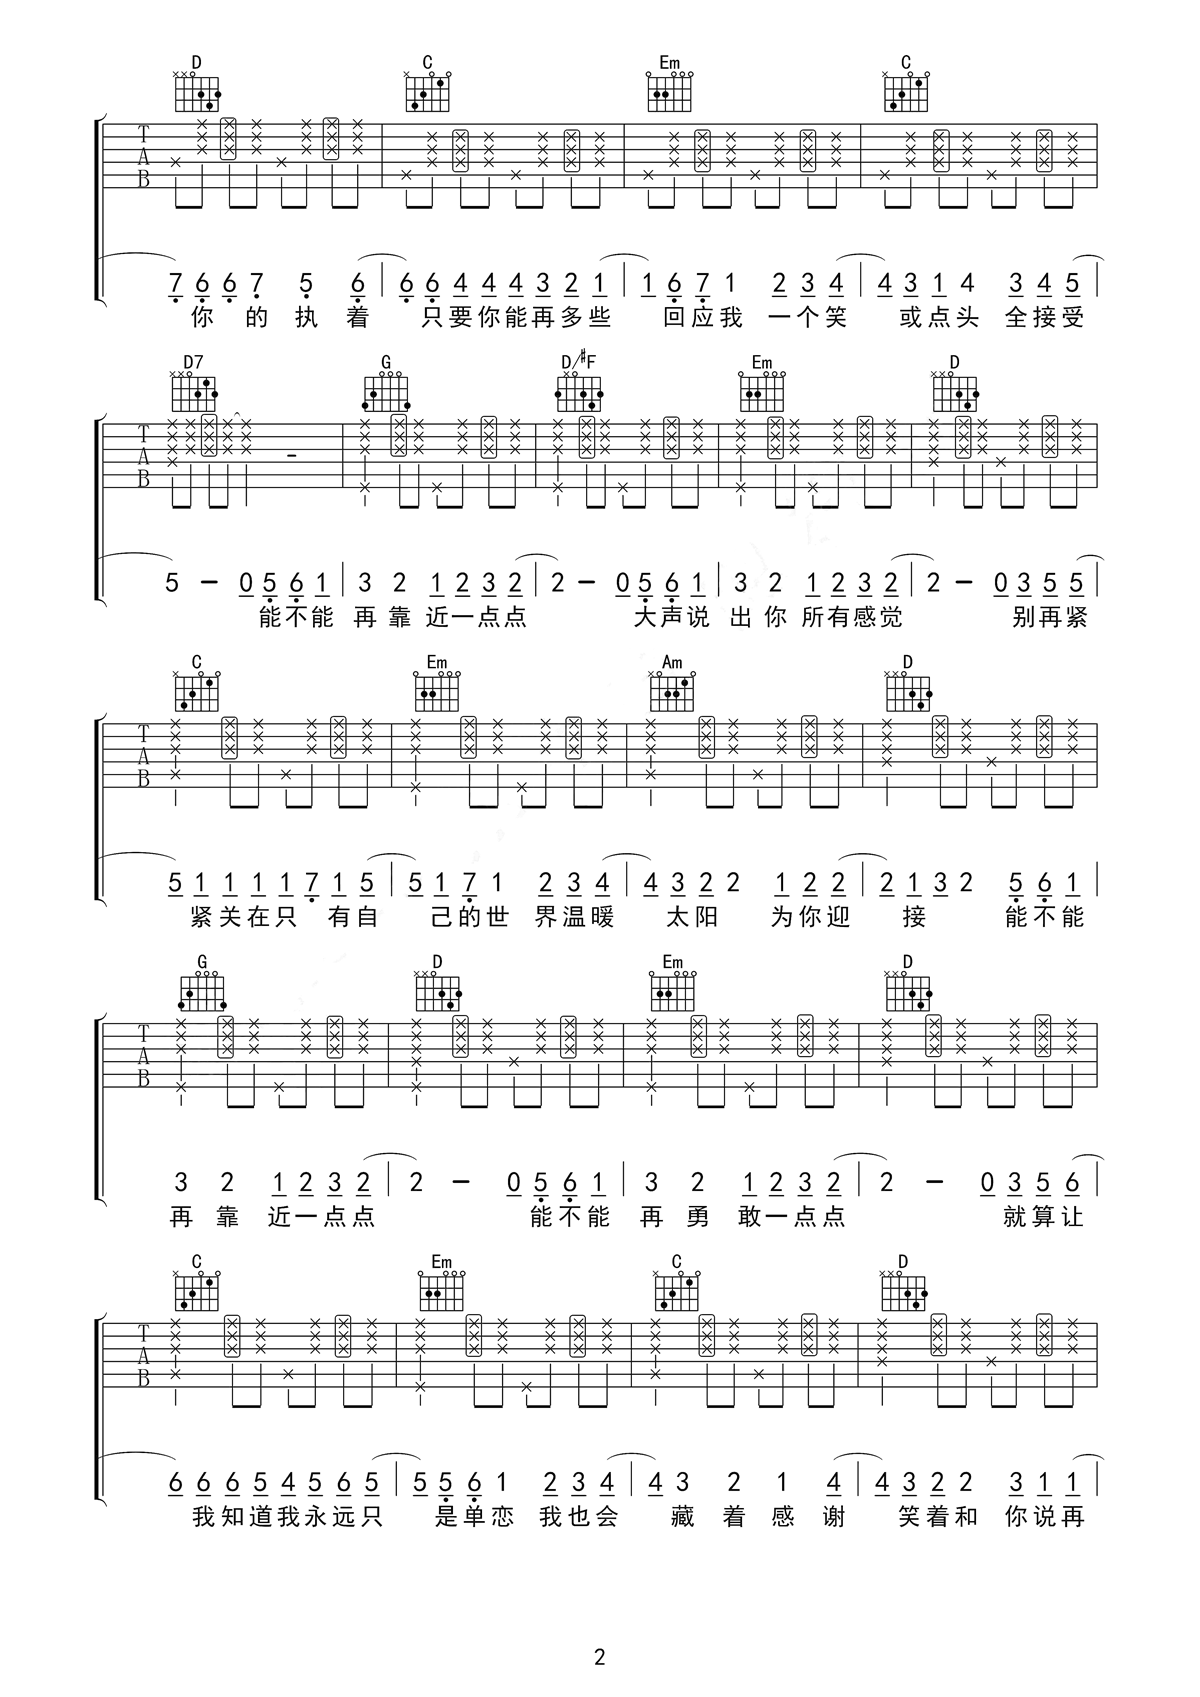 D C Em C
T
A
B
7 6 6 7 5 6 | 6 6 4 4 4 3 2 1 | 1 6 7 1 2 3 4 | 4 3 1 4 3 4 5 |
你 的 执 着 只要你能再多些 回应我 一个笑 或点头 全接受
D7 G D/#F Em D
T
A
B
5 - 0 5 6 1 | 3 2 1 2 3 2 | 2 - 0 5 6 1 | 3 2 1 2 3 2 | 2 - 0 3 5 5 |
能不能 再 靠 近一点点 大声说 出 你 所有感觉 别再紧
C Em Am D
T
A
B
5 1 1 1 1 7 1 5 | 5 1 7 1 2 3 4 | 4 3 2 2 1 2 2 | 2 1 3 2 5 6 1 |
紧关在只 有自 己的世 界温暖 太阳 为你迎 接 能不能
G D Em D
T
A
B
3 2 1 2 3 2 | 2 - 0 5 6 1 | 3 2 1 2 3 2 | 2 - 0 3 5 6 |
再 靠 近一点点 能不能 再 勇 敢一点点 就算让
C Em C D
T
A
B
6 6 6 5 4 5 6 5 | 5 5 6 1 2 3 4 | 4 3 2 1 4 | 4 3 2 2 3 1 1 |
我知道我永远只 是单恋 我也会 藏 着 感 谢 笑着和 你说再
2